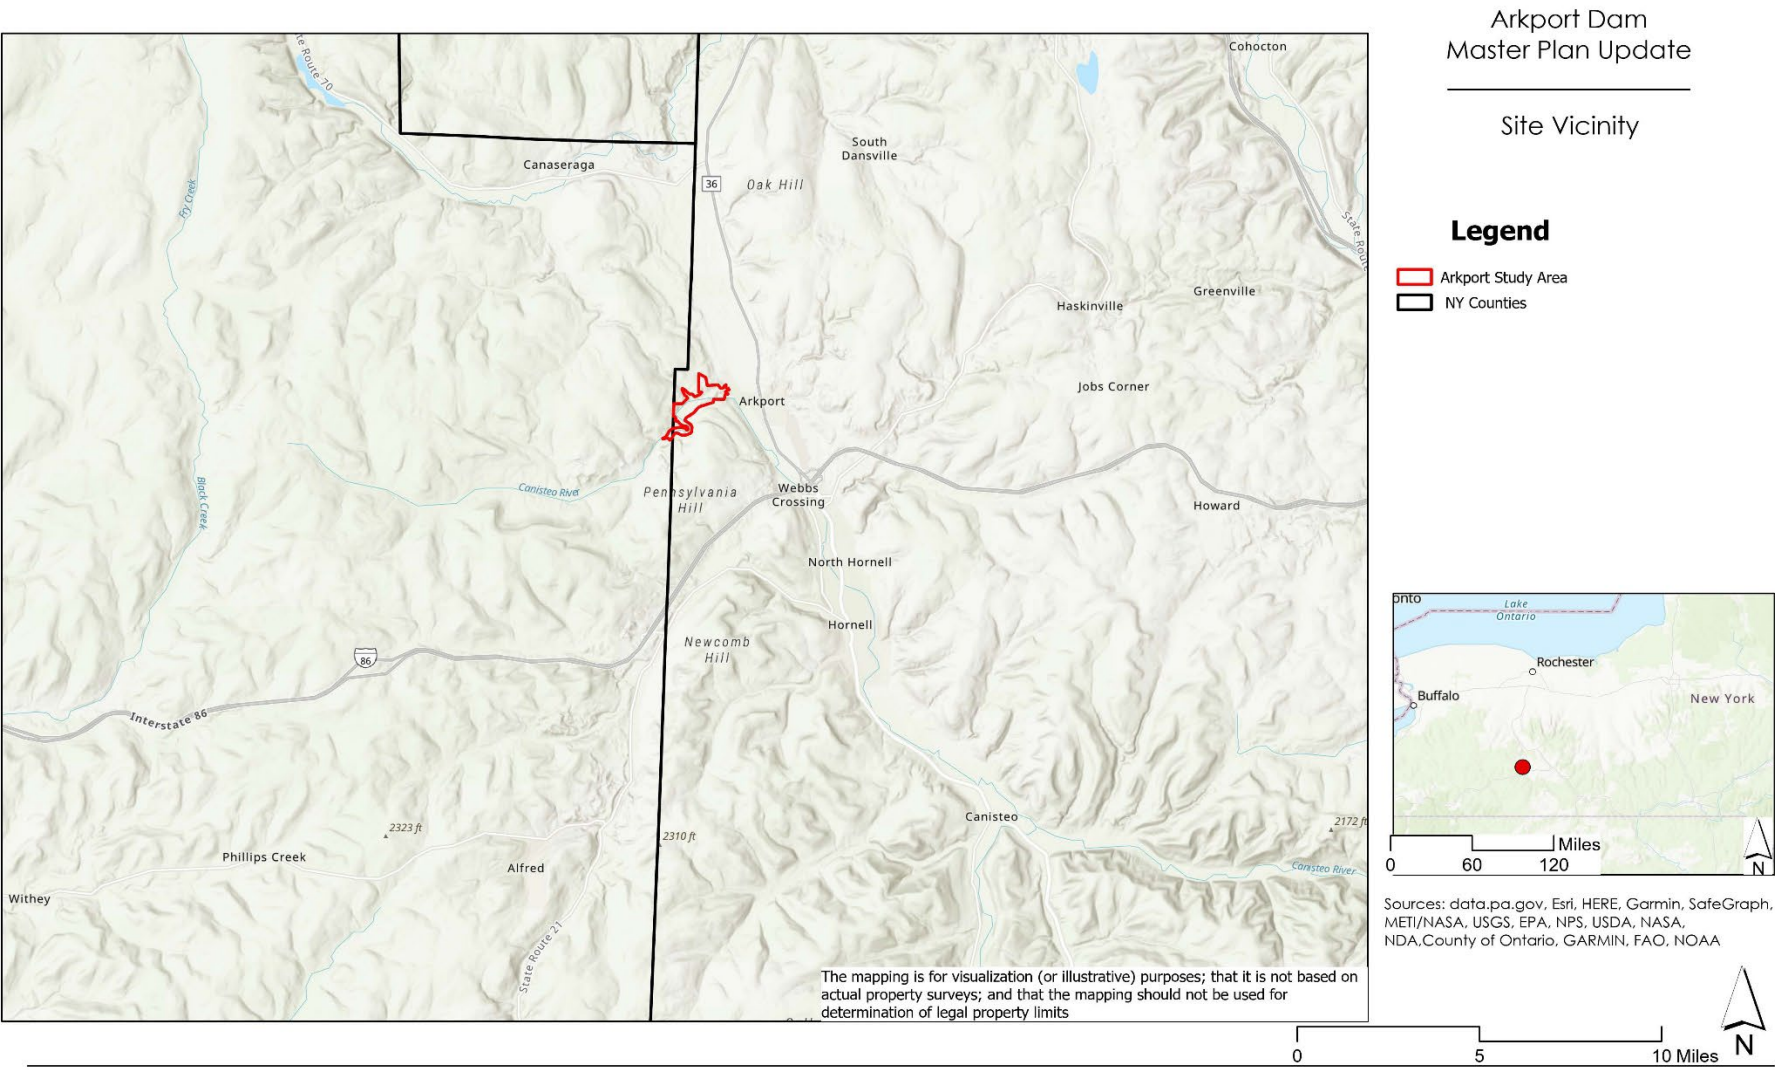 Arkport Dam
Master Plan Update
Site Vicinity
Legend
Arkport Study Area
NY Counties
Cohocton
te Route 70
South
Dansville
Canaseraga
36
Oak Hill
Fry Creek
State Route
Greenville
Haskinville
Jobs Corner
Arkport
Black Creek
Canisteo River
Pennsylvania
Hill
Webbs
Crossing
Howard
North Hornell
Hornell
Newcomb
Hill
86
Interstate 86
Canisteo
2323 ft
2310 ft
2172 ft
Phillips Creek
Alfred
Canisteo River
Withey
State Route 21
The mapping is for visualization (or illustrative) purposes; that it is not based on
actual property surveys; and that the mapping should not be used for
determination of legal property limits
onto
Lake
Ontario
Rochester
Buffalo
New York
Miles
0 60 120
N
Sources: data.pa.gov, Esri, HERE, Garmin, SafeGraph,
METI/NASA, USGS, EPA, NPS, USDA, NASA,
NDA,County of Ontario, GARMIN, FAO, NOAA
0 5 10 Miles
N